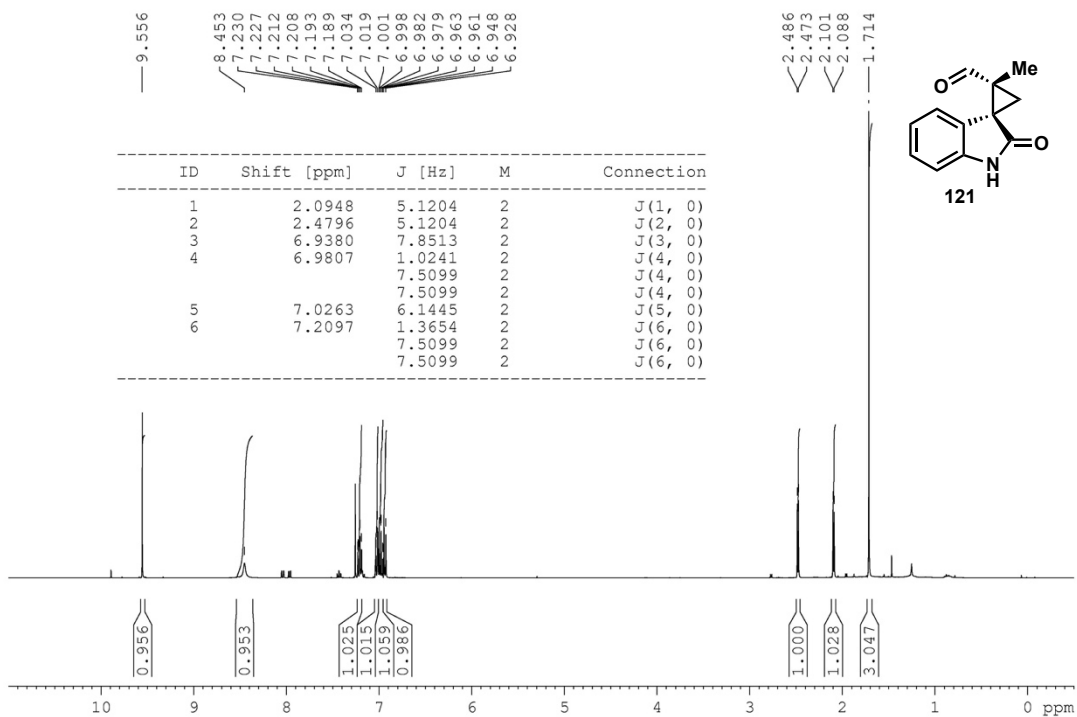 9.556
8.453
7.230
7.227
7.212
7.208
7.193
7.189
7.034
7.019
7.001
6.998
6.982
6.979
6.963
6.961
6.948
6.928
2.486
2.473
2.101
2.088
1.714
Me
O
O
N
H
121
ID Shift [ppm] J [Hz] M Connection
1 2.0948 5.1204 2 J(1, 0)
2 2.4796 5.1204 2 J(2, 0)
3 6.9380 7.8513 2 J(3, 0)
4 6.9807 1.0241 2 J(4, 0)
7.5099 2 J(4, 0)
7.5099 2 J(4, 0)
5 7.0263 6.1445 2 J(5, 0)
6 7.2097 1.3654 2 J(6, 0)
7.5099 2 J(6, 0)
7.5099 2 J(6, 0)
0.956
0.953
1.025
1.015
1.059
0.986
1.000
1.028
3.047
10 9 8 7 6 5 4 3 2 1 0 ppm